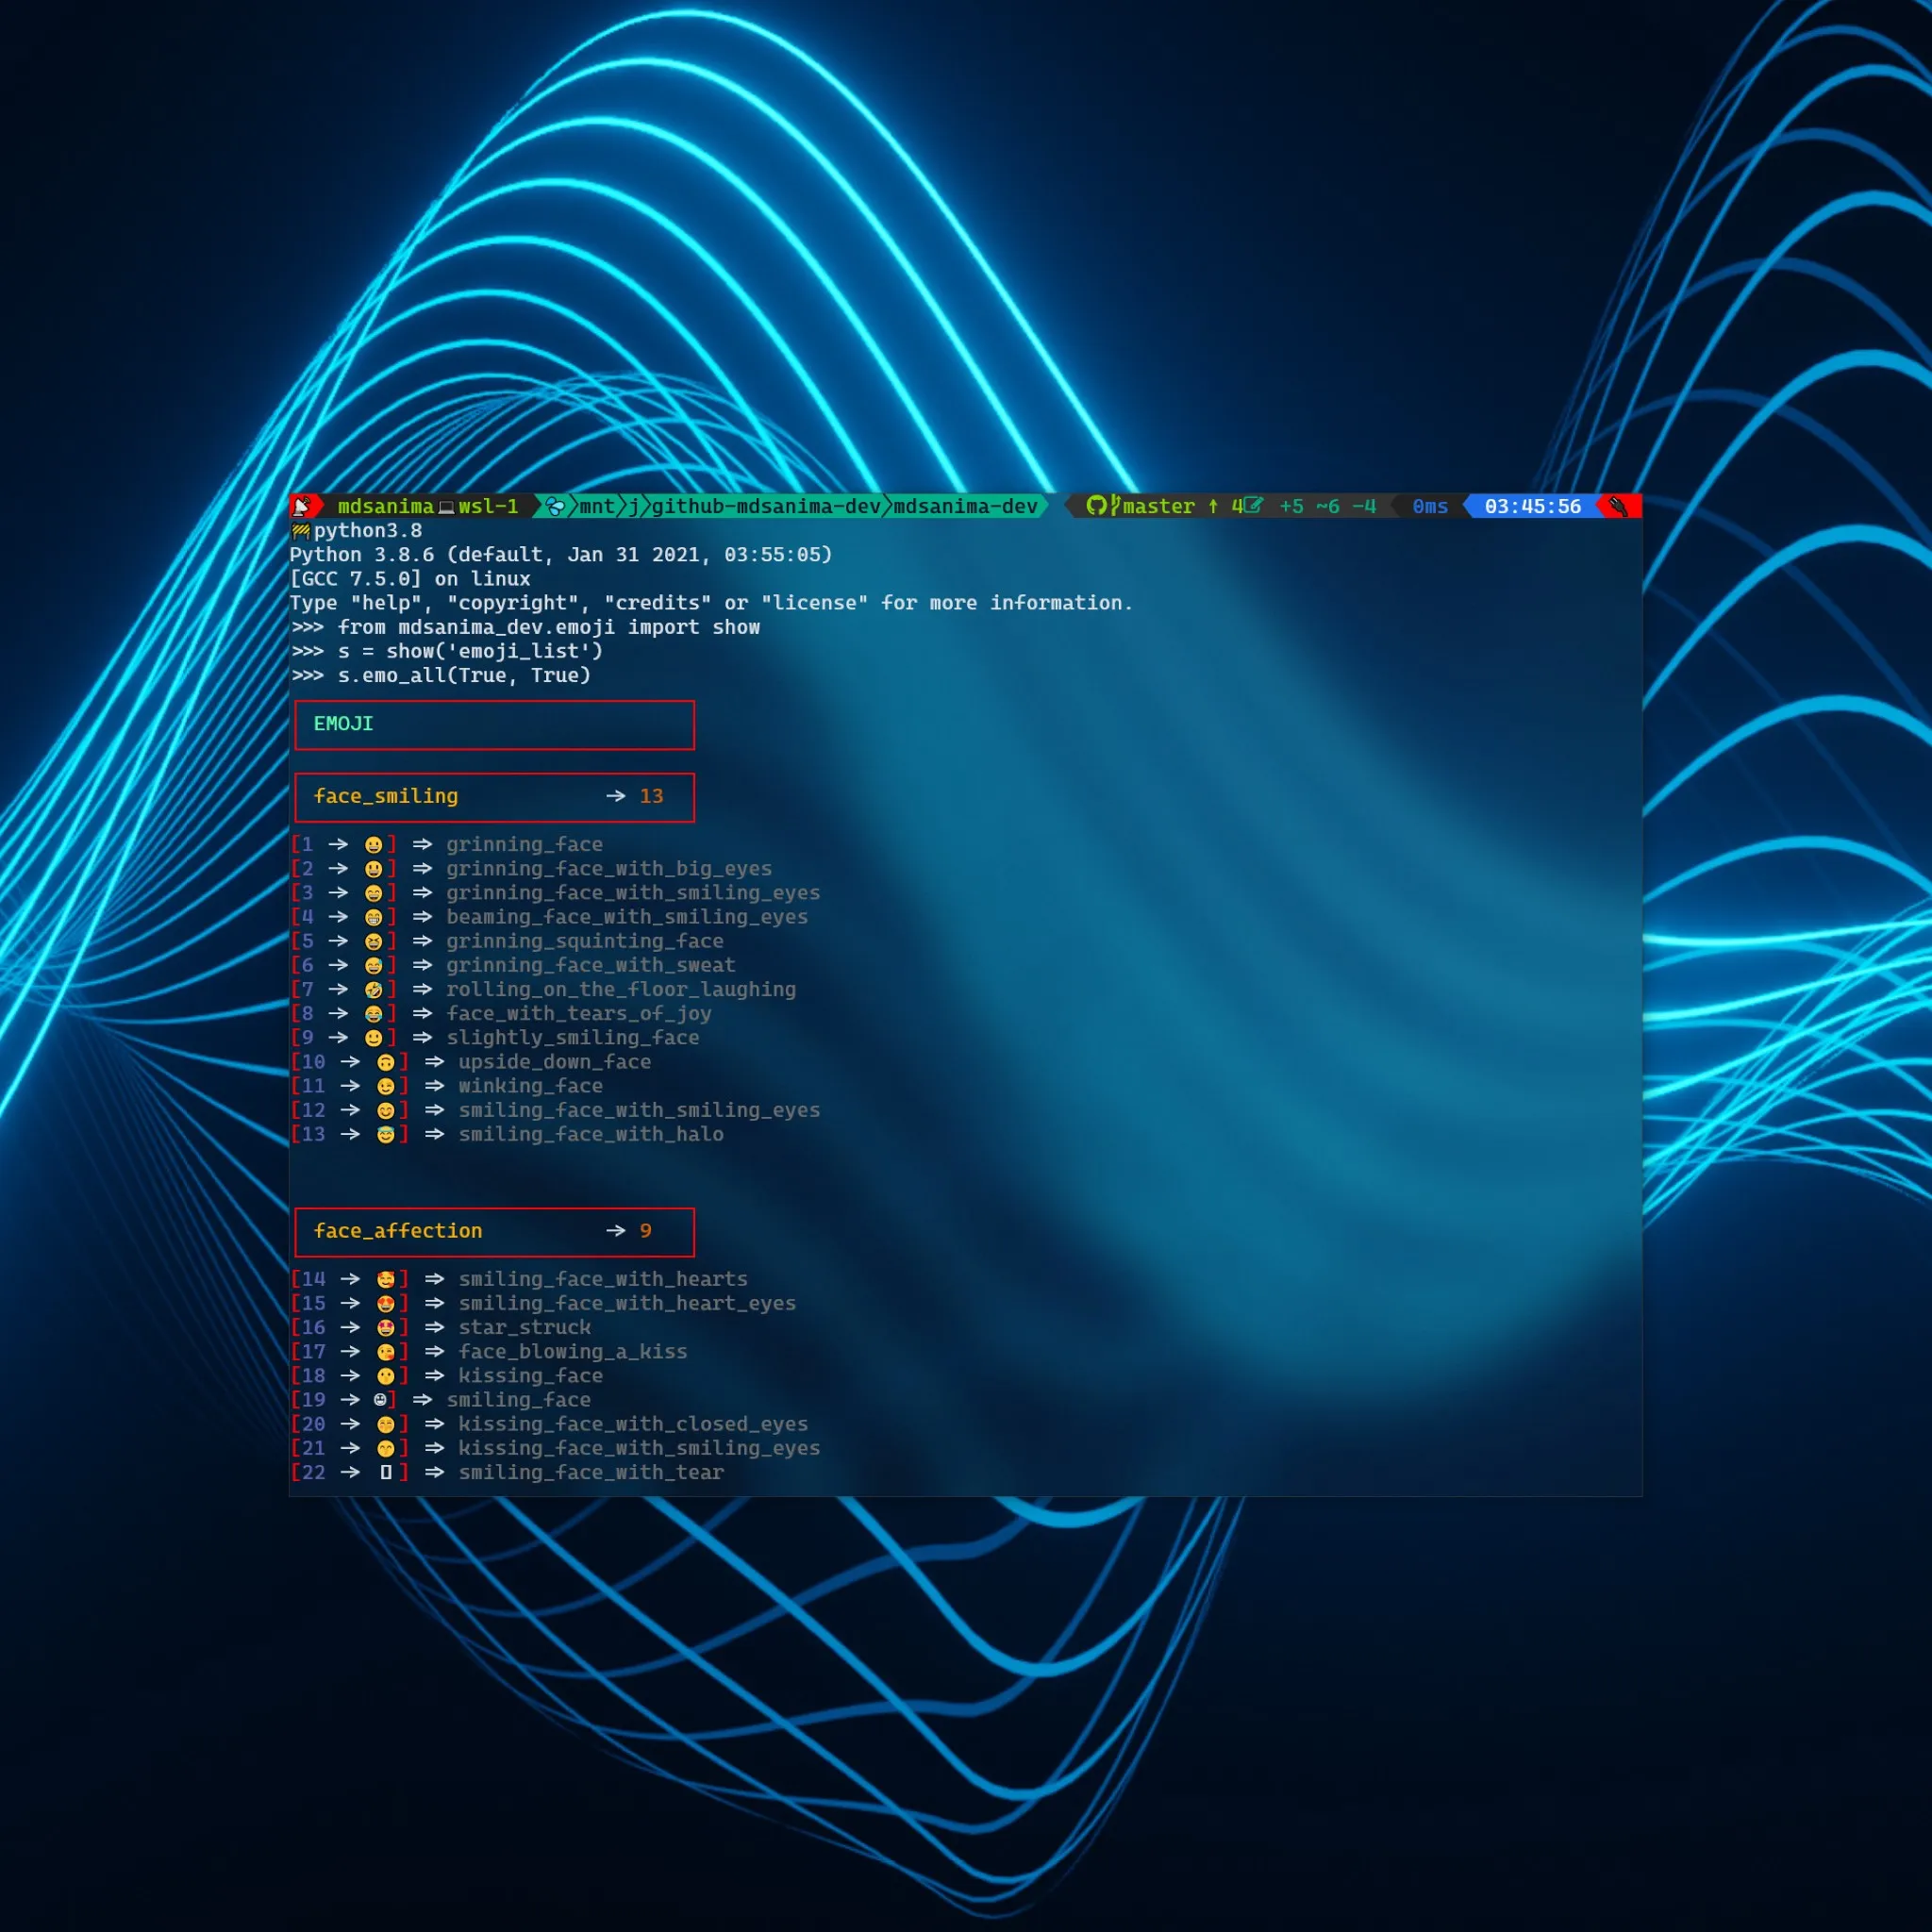 mdsanima💻wsl-1 mnt j github-mdsanima-dev mdsanima-dev master ↑ 4 +5 ~6 -4 0ms 03:45:56
🚧python3.8
Python 3.8.6 (default, Jan 31 2021, 03:55:05)
[GCC 7.5.0] on linux
Type "help", "copyright", "credits" or "license" for more information.
>>> from mdsanima_dev.emoji import show
>>> s = show('emoji_list')
>>> s.emo_all(True, True)
EMOJI
face_smiling → 13
[1 → 😀] ⇒ grinning_face
[2 → 😃] ⇒ grinning_face_with_big_eyes
[3 → 😄] ⇒ grinning_face_with_smiling_eyes
[4 → 😁] ⇒ beaming_face_with_smiling_eyes
[5 → 😆] ⇒ grinning_squinting_face
[6 → 😅] ⇒ grinning_face_with_sweat
[7 → 🤣] ⇒ rolling_on_the_floor_laughing
[8 → 😂] ⇒ face_with_tears_of_joy
[9 → 🙂] ⇒ slightly_smiling_face
[10 → 🙃] ⇒ upside_down_face
[11 → 😉] ⇒ winking_face
[12 → 😊] ⇒ smiling_face_with_smiling_eyes
[13 → 😇] ⇒ smiling_face_with_halo
face_affection → 9
[14 → 🥰] ⇒ smiling_face_with_hearts
[15 → 😍] ⇒ smiling_face_with_heart_eyes
[16 → 🤩] ⇒ star_struck
[17 → 😘] ⇒ face_blowing_a_kiss
[18 → 😗] ⇒ kissing_face
[19 → ☺] ⇒ smiling_face
[20 → 😚] ⇒ kissing_face_with_closed_eyes
[21 → 😙] ⇒ kissing_face_with_smiling_eyes
[22 → ▯] ⇒ smiling_face_with_tear